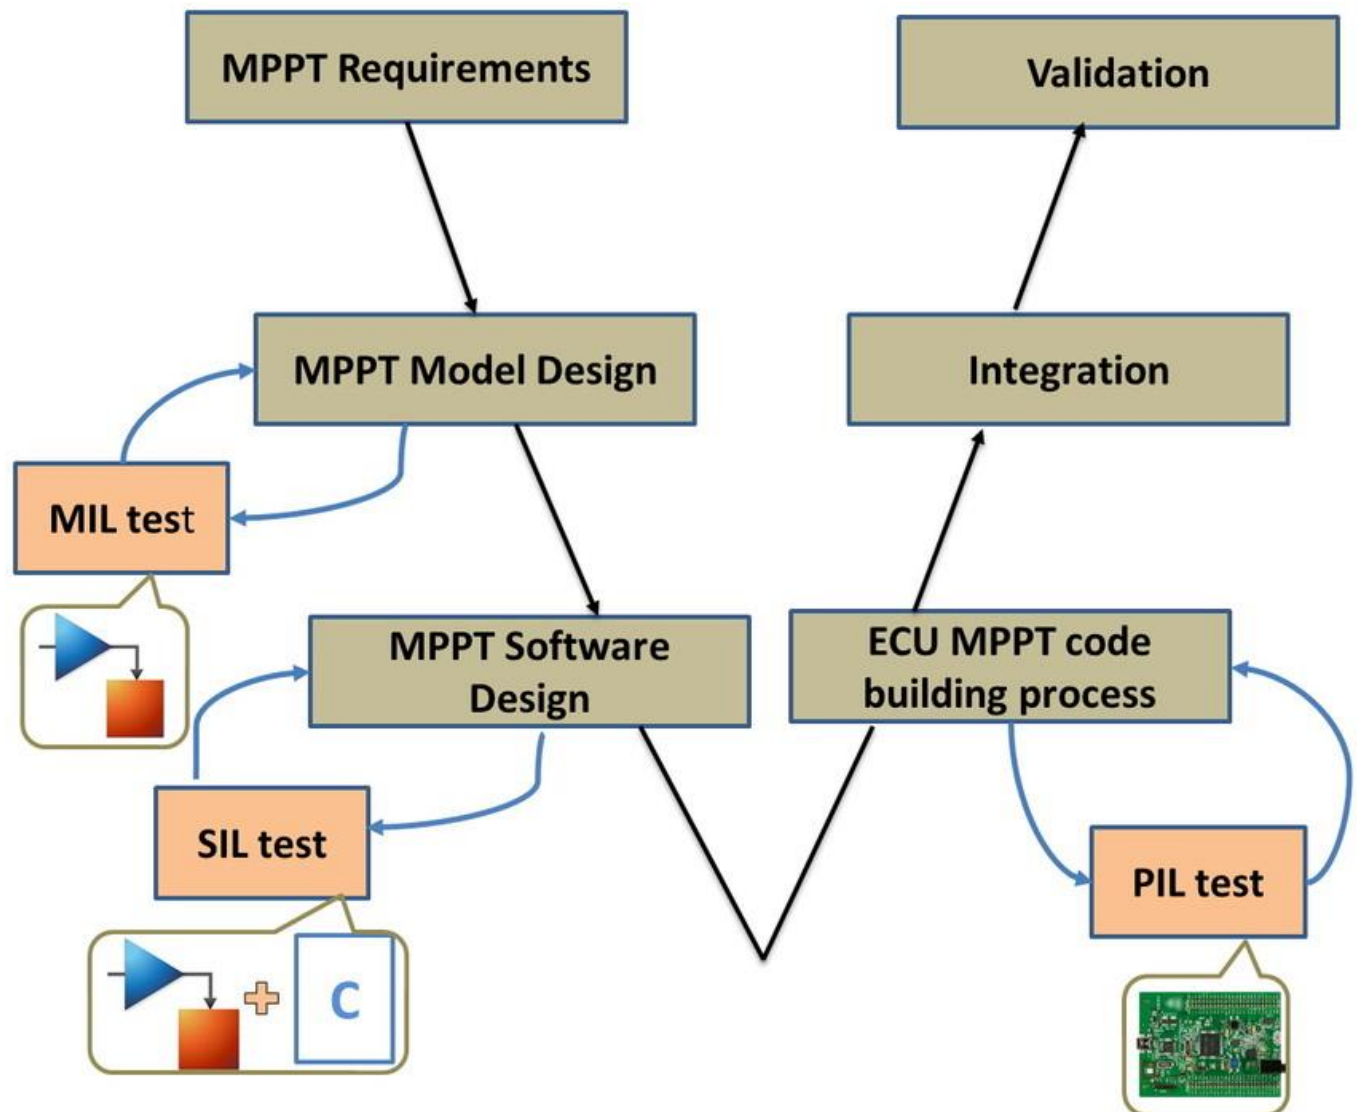 MPPT Requirements
Validation
MPPT Model Design
Integration
MIL test
MPPT Software
Design
ECU MPPT code
building process
SIL test
PIL test
C